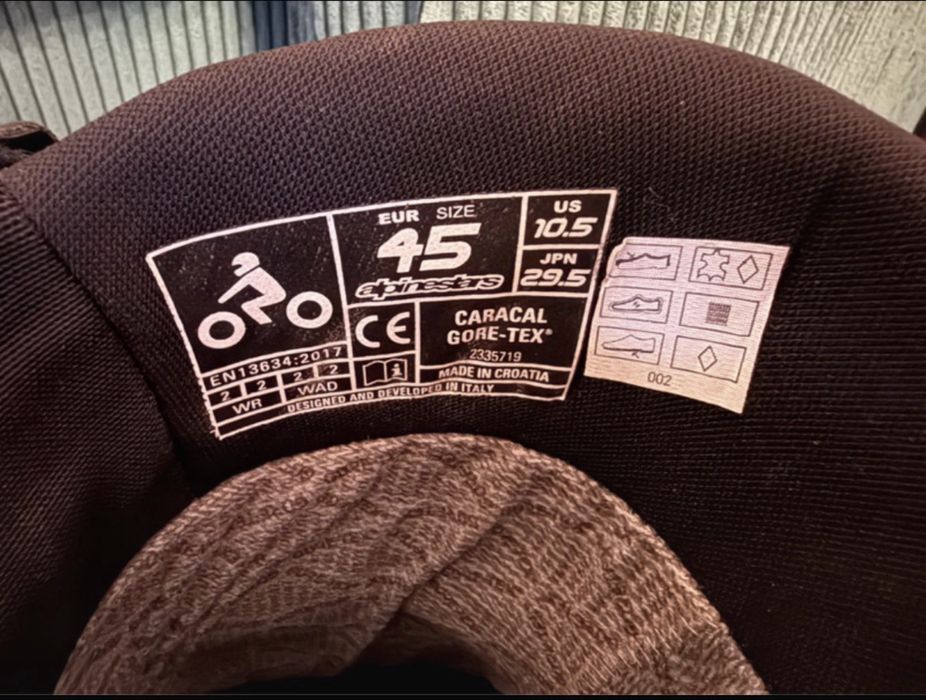 EUR SIZE
45
alpinestars
US
10.5
JPN
29.5
CE
CARACAL
GORE-TEX®
2335719
EN13634:2017
2 2 2 2
WR WAD
i
MADE IN CROATIA
DESIGNED AND DEVELOPED IN ITALY
002